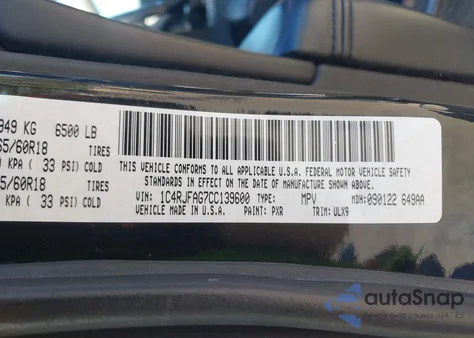 949 KG 6500 LB
65/60R18 TIRES
KPA ( 33 PSI) COLD
5/60R18 TIRES
KPA ( 33 PSI) COLD
THIS VEHICLE CONFORMS TO ALL APPLICABLE U.S.A. FEDERAL MOTOR VEHICLE SAFETY
STANDARDS IN EFFECT ON THE DATE OF MANUFACTURE SHOWN ABOVE.
VIN: 1C4RJFAG7CC139600 TYPE: MPV MDH: 090122 649AA
VEHICLE MADE IN U.S.A. PAINT: PXR TRIM: ULX9
autoSnap